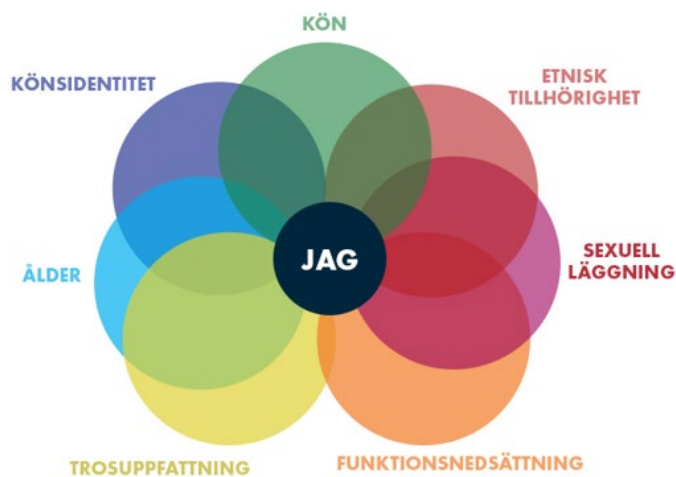 KÖN
KÖNSIDENTITET
ETNISK
TILLHÖRIGHET
JAG
SEXUELL
LÄGGNING
ÅLDER
TROSUPPFATTNING
FUNKTIONSNEDSÄTTNING